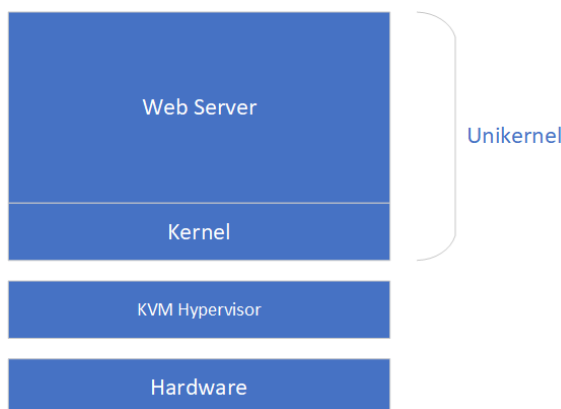 Web Server
Unikernel
Kernel
KVM Hypervisor
Hardware